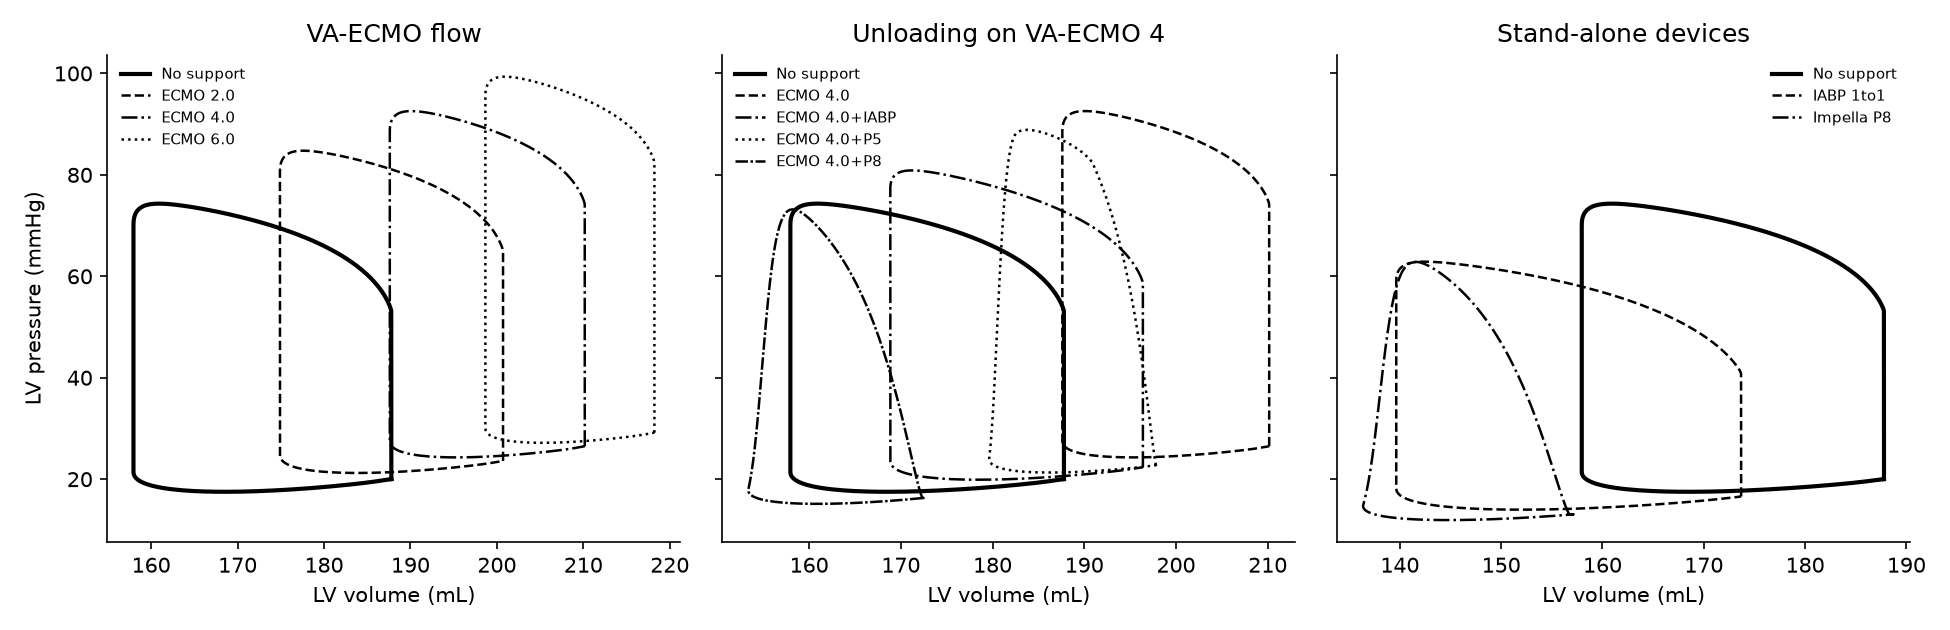 VA-ECMO flow
No support
ECMO 2.0
ECMO 4.0
ECMO 6.0
100
80
60
40
20
LV pressure (mmHg)
160 170 180 190 200 210 220
LV volume (mL)
Unloading on VA-ECMO 4
No support
ECMO 4.0
ECMO 4.0+IABP
ECMO 4.0+P5
ECMO 4.0+P8
160 170 180 190 200 210
LV volume (mL)
Stand-alone devices
No support
IABP 1to1
Impella P8
140 150 160 170 180 190
LV volume (mL)